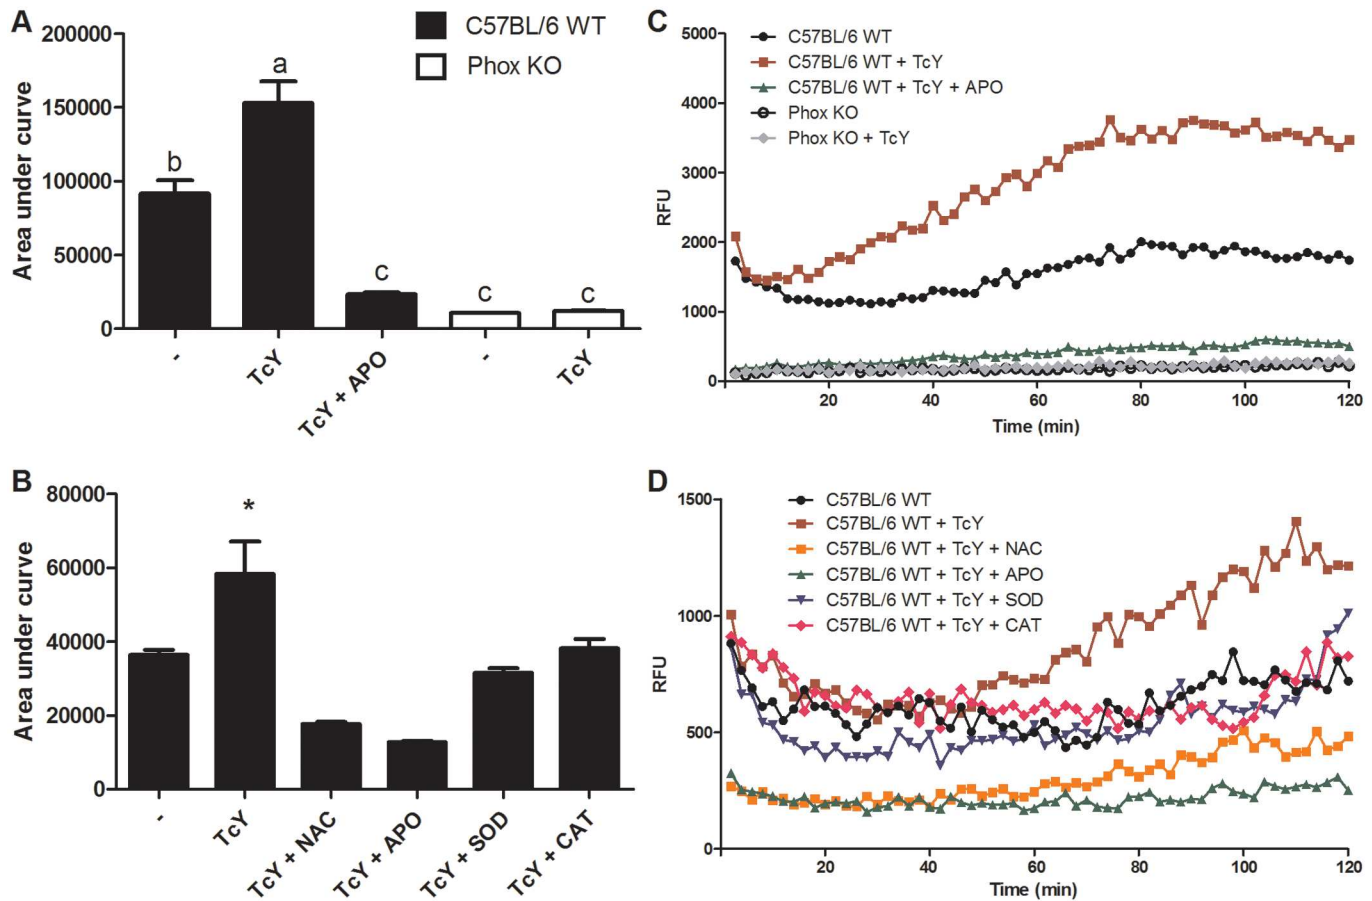 A
Area under curve
200000
150000
100000
50000
0
b
a
c
c
c
C57BL/6 WT
Phox KO
-
TcY
TcY + APO
-
TcY
C
RFU
5000
4000
3000
2000
1000
0
C57BL/6 WT
C57BL/6 WT + TcY
C57BL/6 WT + TcY + APO
Phox KO
Phox KO + TcY
20
40
60
80
100
120
Time (min)
B
Area under curve
80000
60000
40000
20000
0
*
-
TcY
TcY + NAC
TcY + APO
TcY + SOD
TcY + CAT
D
RFU
1500
1000
500
0
C57BL/6 WT
C57BL/6 WT + TcY
C57BL/6 WT + TcY + NAC
C57BL/6 WT + TcY + APO
C57BL/6 WT + TcY + SOD
C57BL/6 WT + TcY + CAT
20
40
60
80
100
120
Time (min)